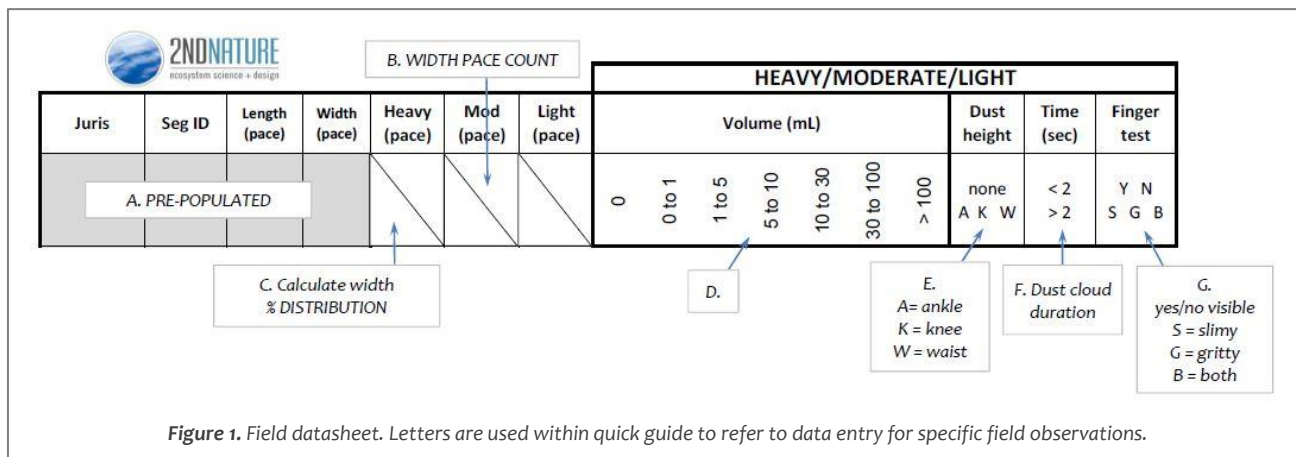 2NDNATURE
ecosystem science + design
B. WIDTH PACE COUNT
HEAVY/MODERATE/LIGHT
Juris
Seg ID
Length
(pace)
Width
(pace)
Heavy
(pace)
Mod
(pace)
Light
(pace)
Volume (mL)
Dust
height
Time
(sec)
Finger
test
A. PRE-POPULATED
0
0 to 1
1 to 5
5 to 10
10 to 30
30 to 100
> 100
none
A K W
< 2
> 2
Y N
S G B
C. Calculate width
% DISTRIBUTION
D.
E.
A= ankle
K = knee
W = waist
F. Dust cloud
duration
G.
yes/no visible
S = slimy
G = gritty
B = both
Figure 1. Field datasheet. Letters are used within quick guide to refer to data entry for specific field observations.